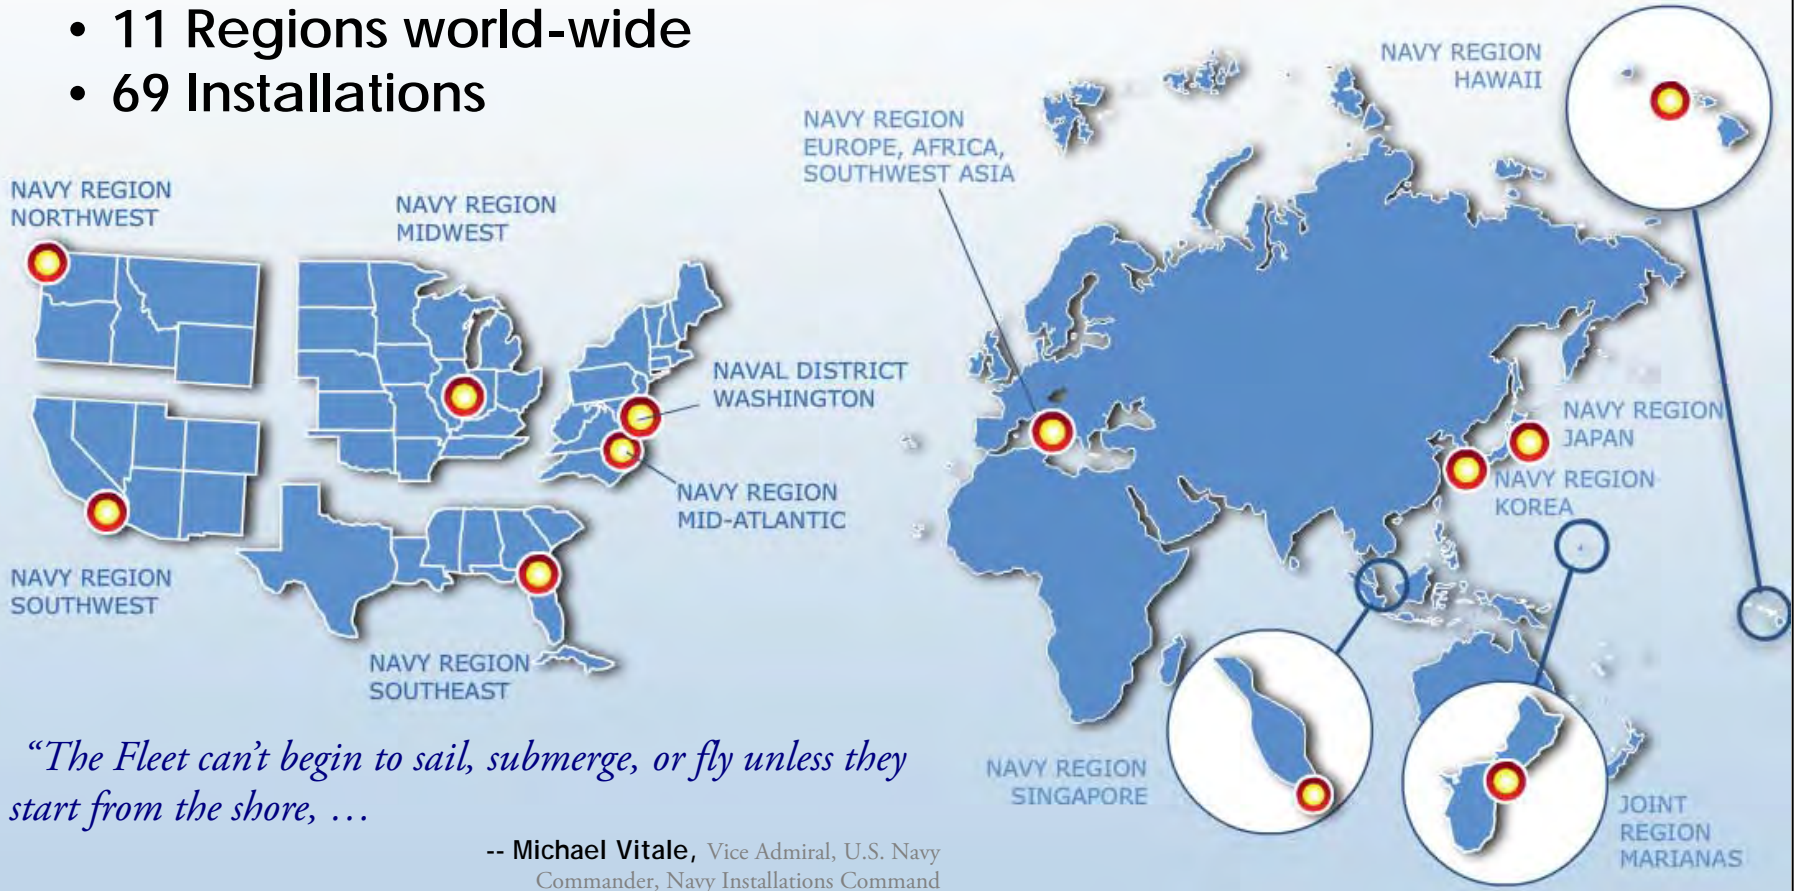 • 11 Regions world-wide
• 69 Installations
NAVY REGION
HAWAII
NAVY REGION
EUROPE, AFRICA,
SOUTHWEST ASIA
NAVY REGION
NORTHWEST
NAVY REGION
MIDWEST
NAVAL DISTRICT
WASHINGTON
NAVY REGION
JAPAN
NAVY REGION
KOREA
NAVY REGION
MID-ATLANTIC
NAVY REGION
SOUTHWEST
NAVY REGION
SOUTHEAST
NAVY REGION
SINGAPORE
JOINT
REGION
MARIANAS
“The Fleet can’t begin to sail, submerge, or fly unless they
start from the shore, …
-- Michael Vitale, Vice Admiral, U.S. Navy
Commander, Navy Installations Command